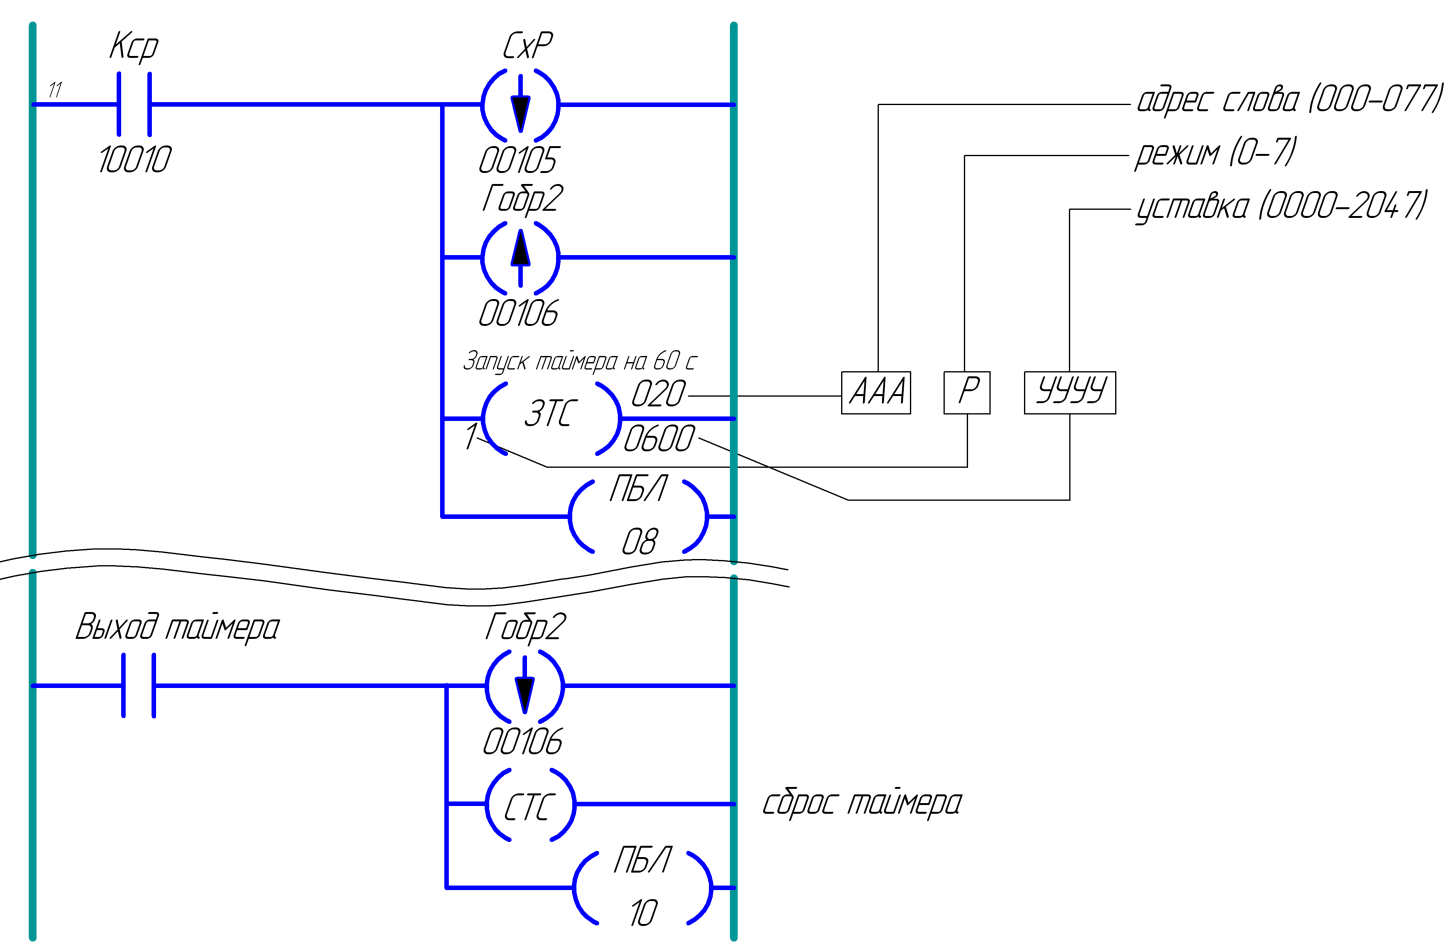 Кср
СхР
11
10010
00105
Гобр2
00106
Запуск таймера на 60 с
ЗТС
020
1
0600
ПБЛ
08
адрес слова (000-077)
режим (0-7)
уставка (0000-2047)
ААА
Р
УУУУ
Выход таймера
Гобр2
00106
СТС
сброс таймера
ПБЛ
10